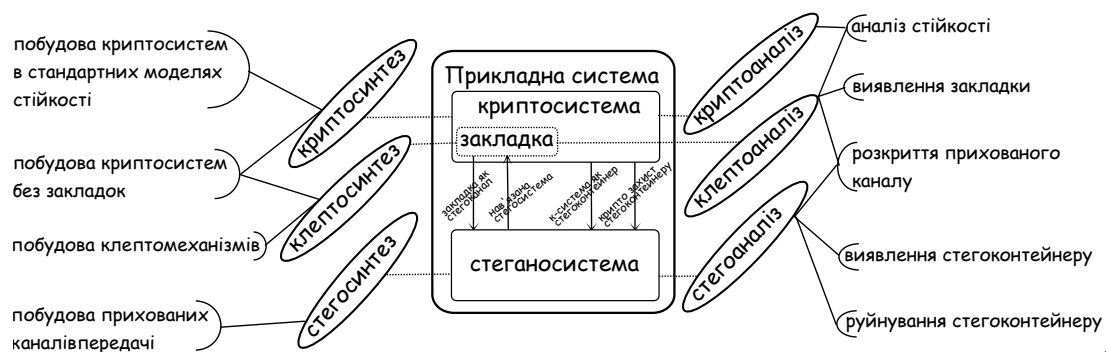 побудова криптосистем
в стандартних моделях
стійкості
побудова криптосистем
без закладок
побудова клептомеханізмів
побудова прихованих
каналівпередачі
криптосинтез
клептосинтез
стегосинтез
Прикладна система
криптосистема
закладка
закладка як
стегоканал
нав'язана
стегосистема
к-система як
стегоконтейнер
крипто захист
стегоконтейнеру
стеганосистема
криптоаналіз
клептоаналіз
стегоаналіз
аналіз стійкості
виявлення закладки
розкриття прихованого
каналу
виявлення стегоконтейнеру
руйнування стегоконтейнеру